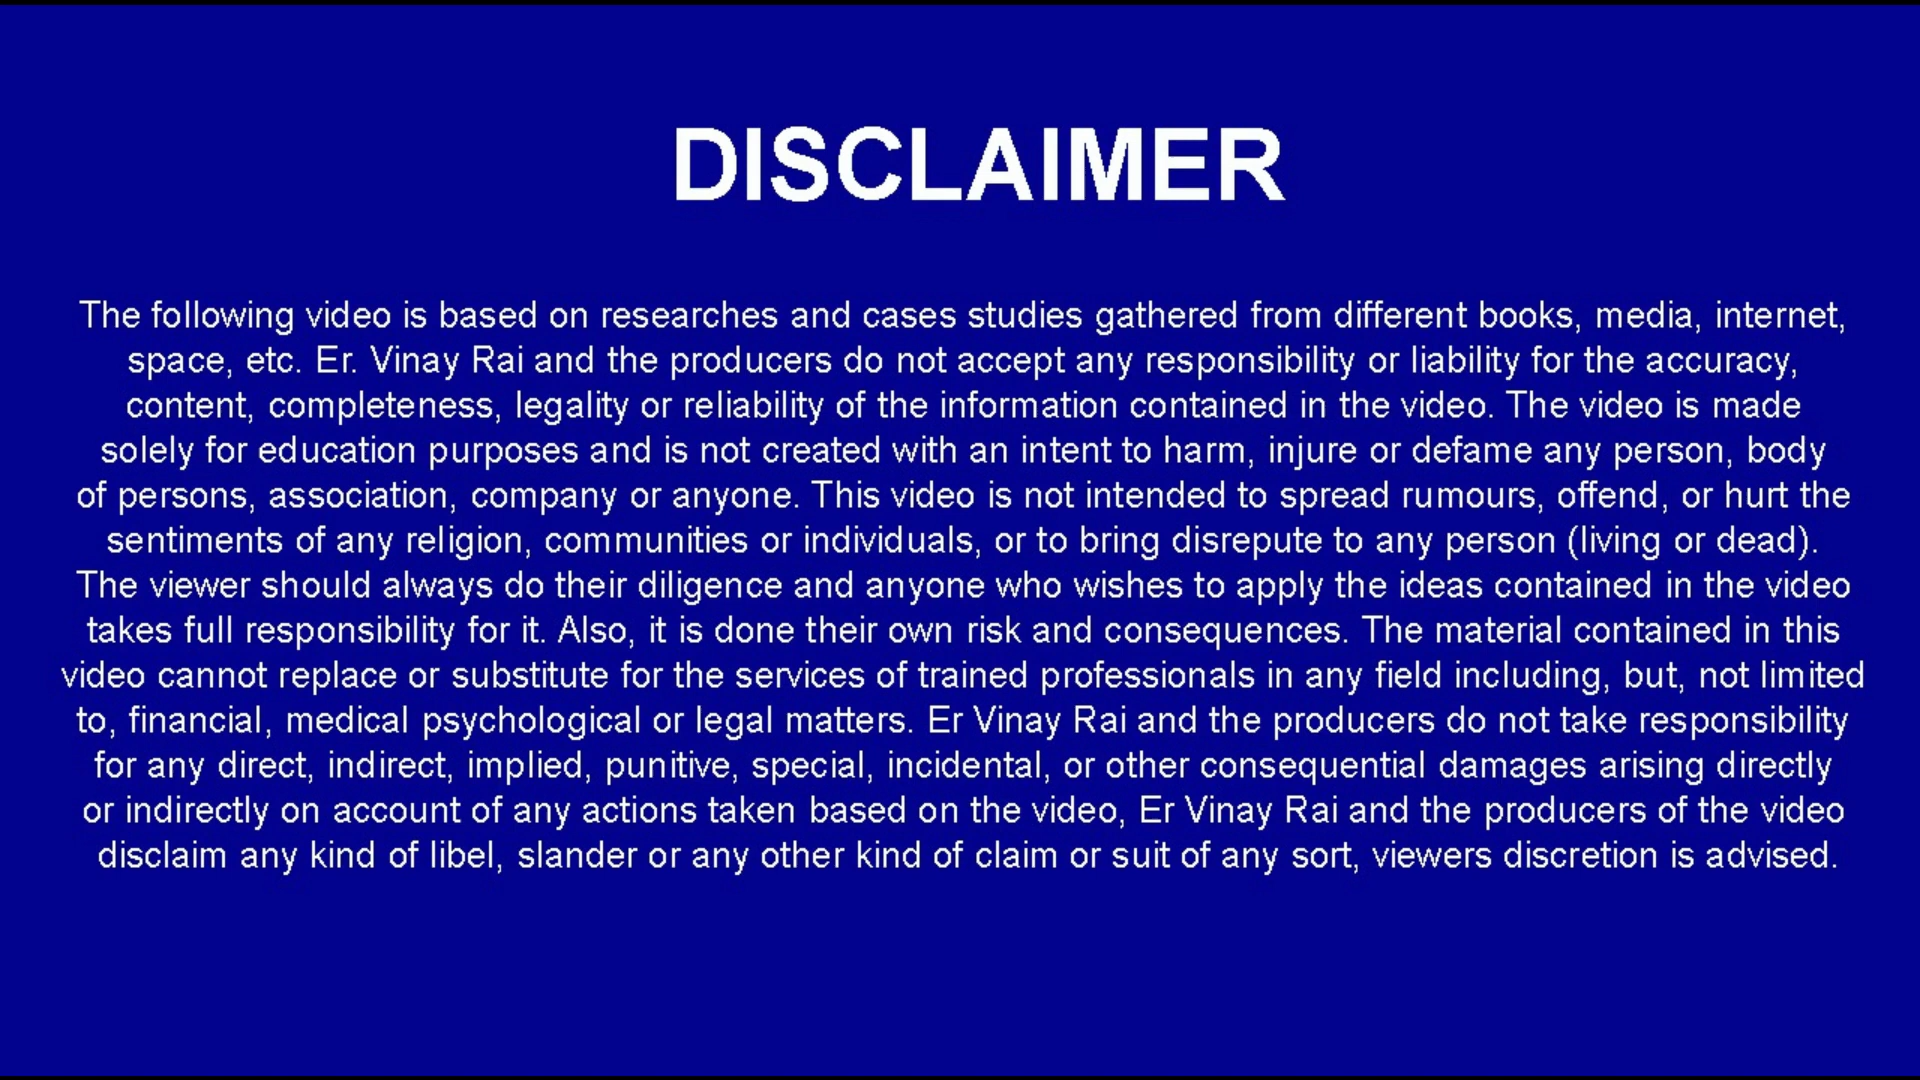 DISCLAIMER
The following video is based on researches and cases studies gathered from different books, media, internet,
space, etc. Er. Vinay Rai and the producers do not accept any responsibility or liability for the accuracy,
content, completeness, legality or reliability of the information contained in the video. The video is made
solely for education purposes and is not created with an intent to harm, injure or defame any person, body
of persons, association, company or anyone. This video is not intended to spread rumours, offend, or hurt the
sentiments of any religion, communities or individuals, or to bring disrepute to any person (living or dead).
The viewer should always do their diligence and anyone who wishes to apply the ideas contained in the video
takes full responsibility for it. Also, it is done their own risk and consequences. The material contained in this
video cannot replace or substitute for the services of trained professionals in any field including, but, not limited
to, financial, medical psychological or legal matters. Er Vinay Rai and the producers do not take responsibility
for any direct, indirect, implied, punitive, special, incidental, or other consequential damages arising directly
or indirectly on account of any actions taken based on the video, Er Vinay Rai and the producers of the video
disclaim any kind of libel, slander or any other kind of claim or suit of any sort, viewers discretion is advised.